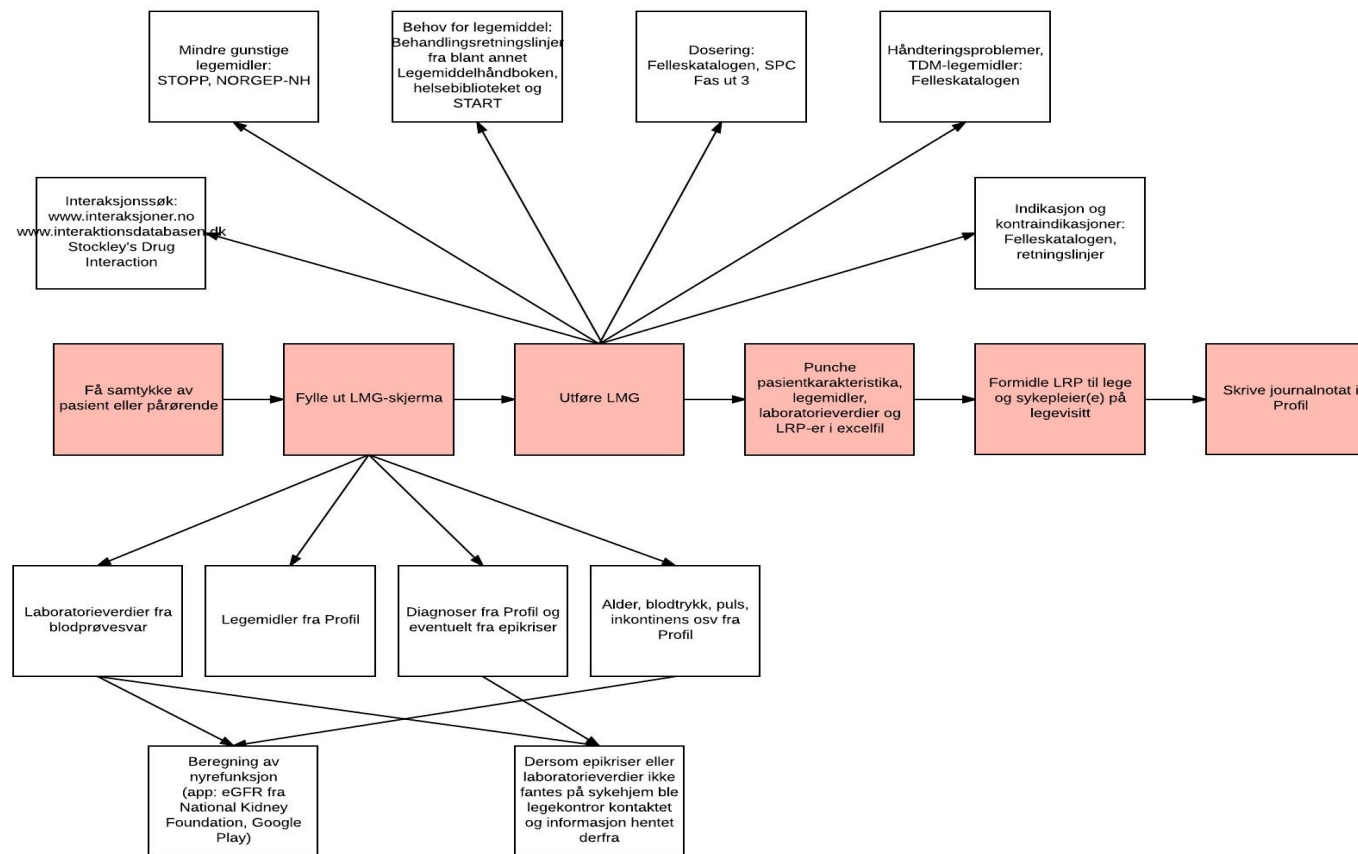 Mindre gunstige
legemidler:
STOPP, NORGEP-NH
Behov for legemiddel:
Behandlingsretningslinjer
fra blant annet
Legemiddelhåndboken,
helsebiblioteket og
START
Dosering:
Felleskatalogen, SPC
Fas ut 3
Håndteringsproblemer,
TDM-legemidler:
Felleskatalogen
Interaksjonssøk:
www.interaksjoner.no
www.interaktionsdatabasen.dk
Stockley's Drug
Interaction
Indikasjon og
kontraindikasjoner:
Felleskatalogen,
retningslinjer
Få samtykke av
pasient eller pårørende
Fylle ut LMG-skjerma
Utføre LMG
Punche
pasientkarakteristika,
legemidler,
laboratorieverdier og
LRP-er i excelfil
Formidle LRP til lege
og sykepleier(e) på
legevisitt
Skrive journalnotat i
Profil
Laboratorieverdier fra
blodprøvesvar
Legemidler fra Profil
Diagnoser fra Profil og
eventuelt fra epikriser
Alder, blodtrykk, puls,
inkontinens osv fra
Profil
Beregning av
nyrefunksjon
(app: eGFR fra
National Kidney
Foundation, Google
Play)
Dersom epikriser eller
laboratorieverdier ikke
fantes på sykehjem ble
legekontror kontaktet
og informasjon hentet
derfra